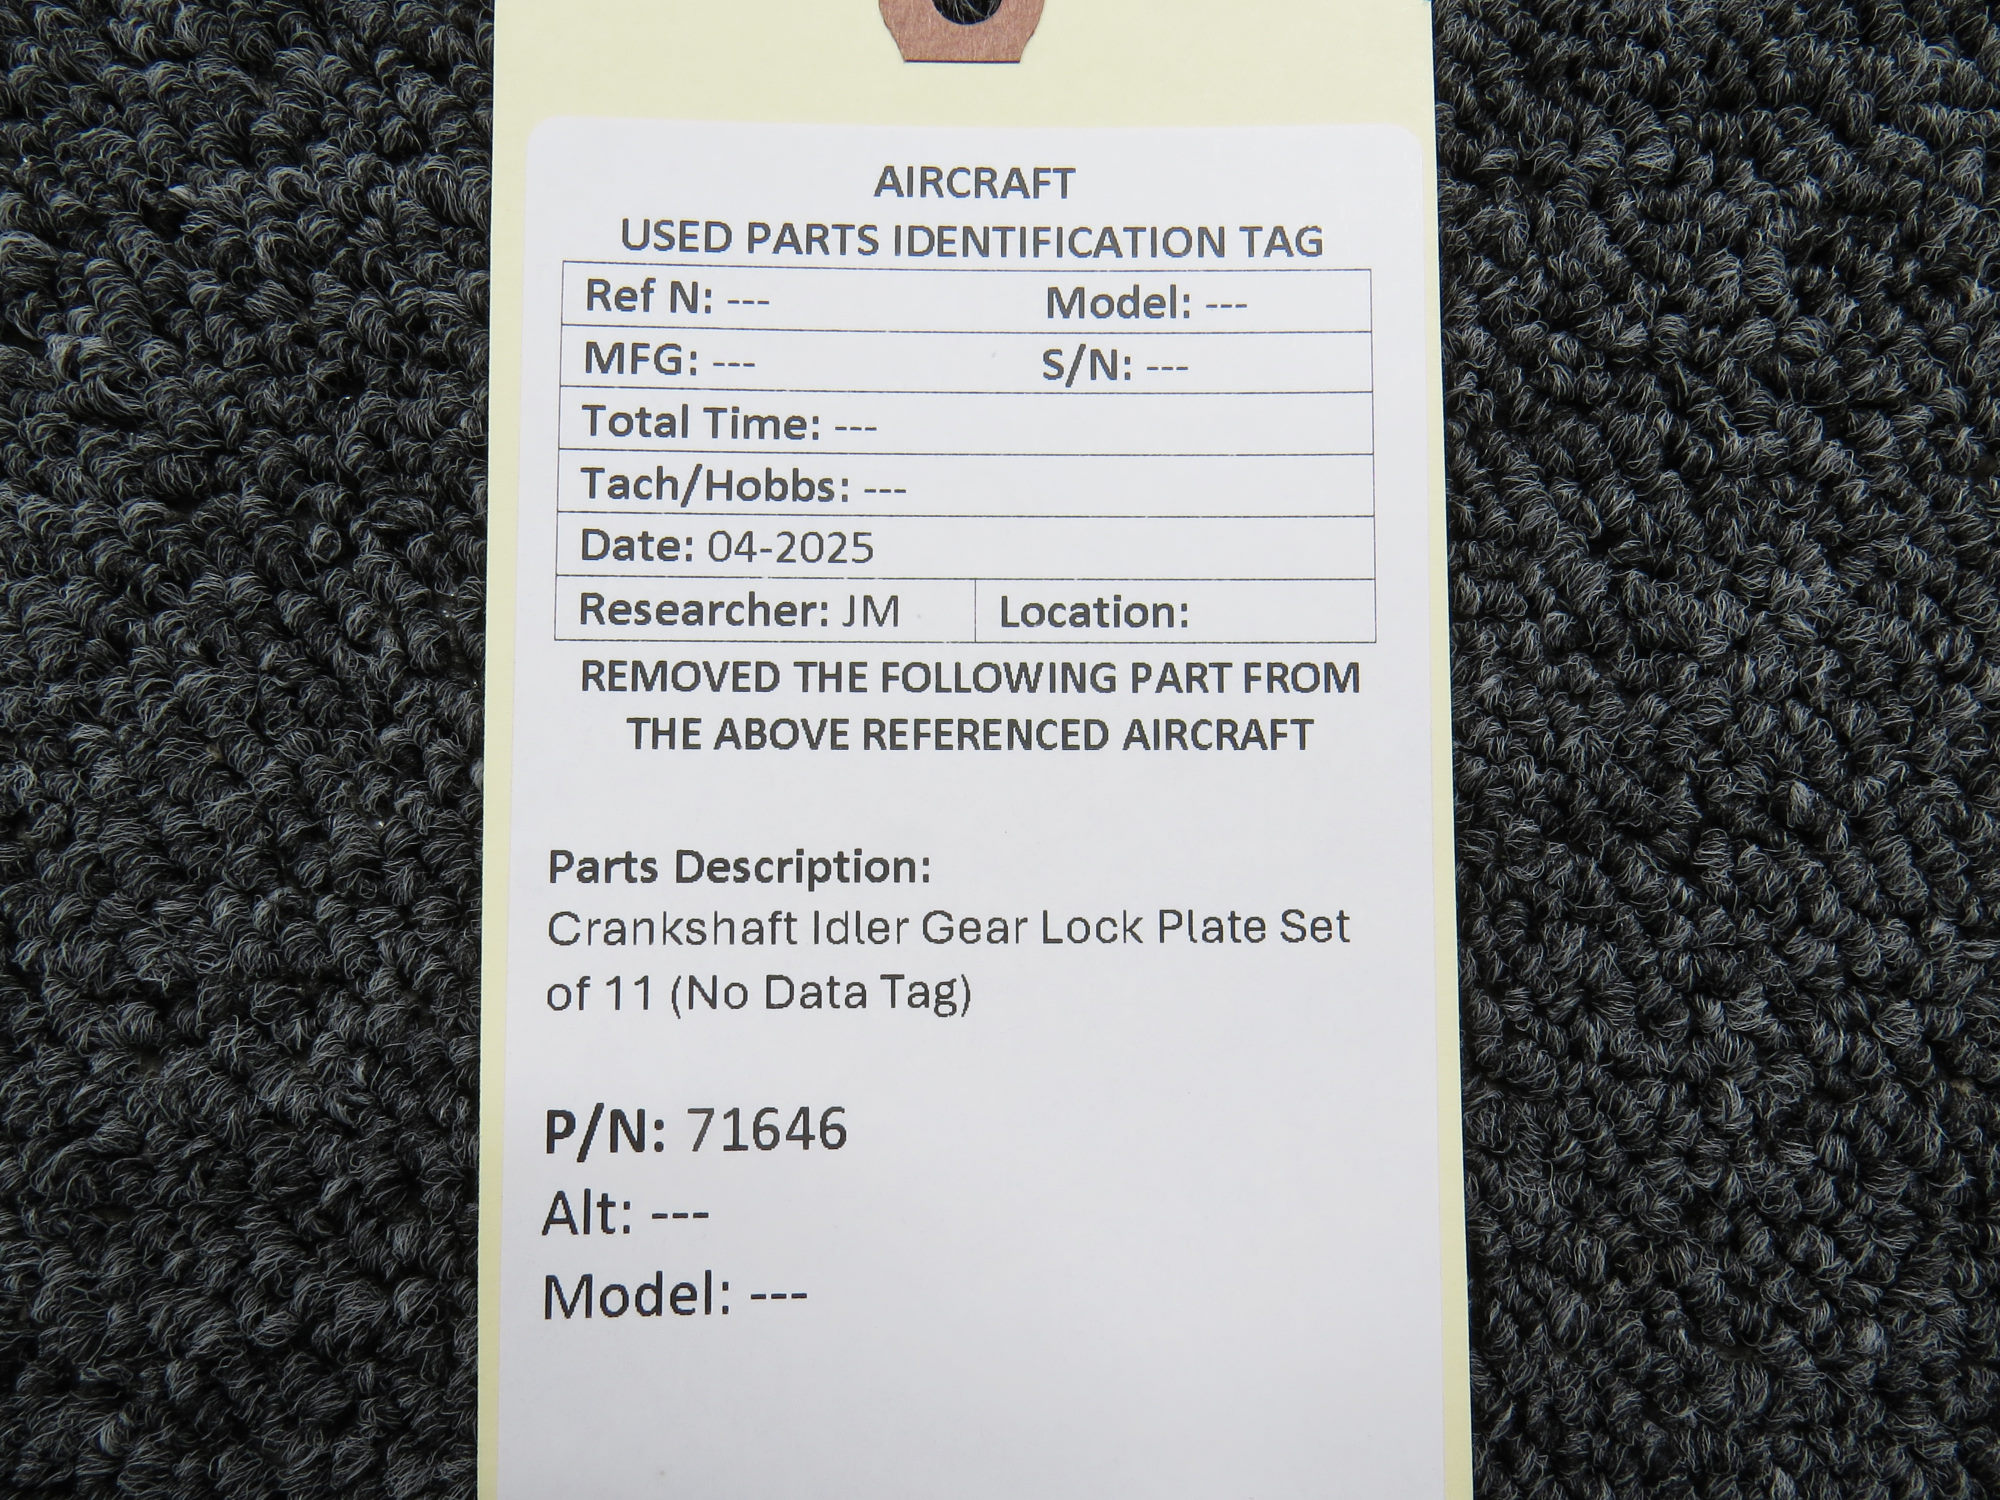 AIRCRAFT
USED PARTS IDENTIFICATION TAG
Ref N: --- Model: ---
MFG: --- S/N: ---
Total Time: ---
Tach/Hobbs: ---
Date: 04-2025
Researcher: JM Location:
REMOVED THE FOLLOWING PART FROM
THE ABOVE REFERENCED AIRCRAFT
Parts Description:
Crankshaft Idler Gear Lock Plate Set
of 11 (No Data Tag)
P/N: 71646
Alt: ---
Model: ---